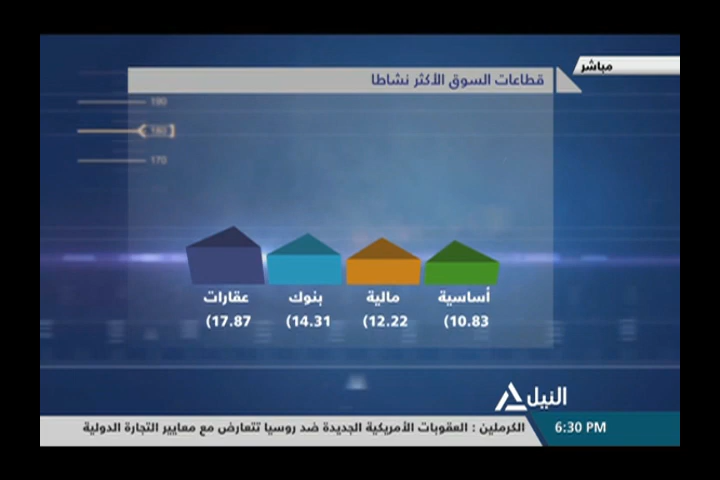 مباشر
قطاعات السوق الأكثر نشاطا
190
180
170
أساسية
مالية
بنوك
عقارات
(10.83
(12.22
(14.31
(17.87
النيل
6:30 PM
الكرملين : العقوبات الأمريكية الجديدة ضد روسيا تتعارض مع معايير التجارة الدولية